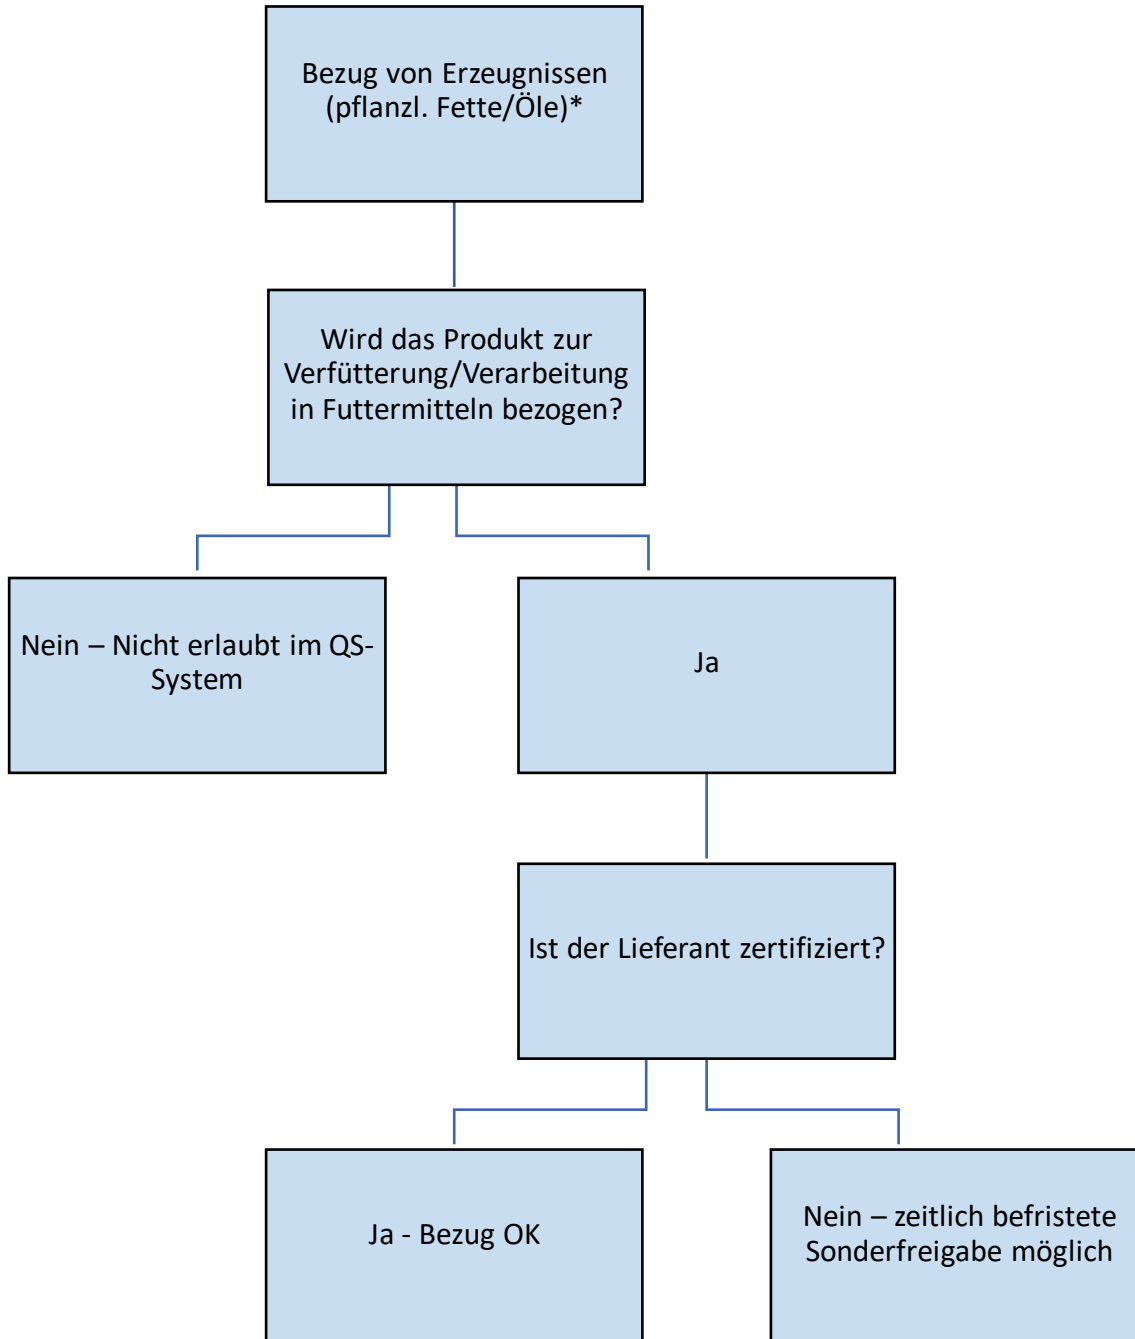 Bezug von Erzeugnissen
(pflanzl. Fette/Öle)*
Wird das Produkt zur
Verfütterung/Verarbeitung
in Futtermitteln bezogen?
Nein – Nicht erlaubt im QS-
System
Ja
Ist der Lieferant zertifiziert?
Ja - Bezug OK
Nein – zeitlich befristete
Sonderfreigabe möglich